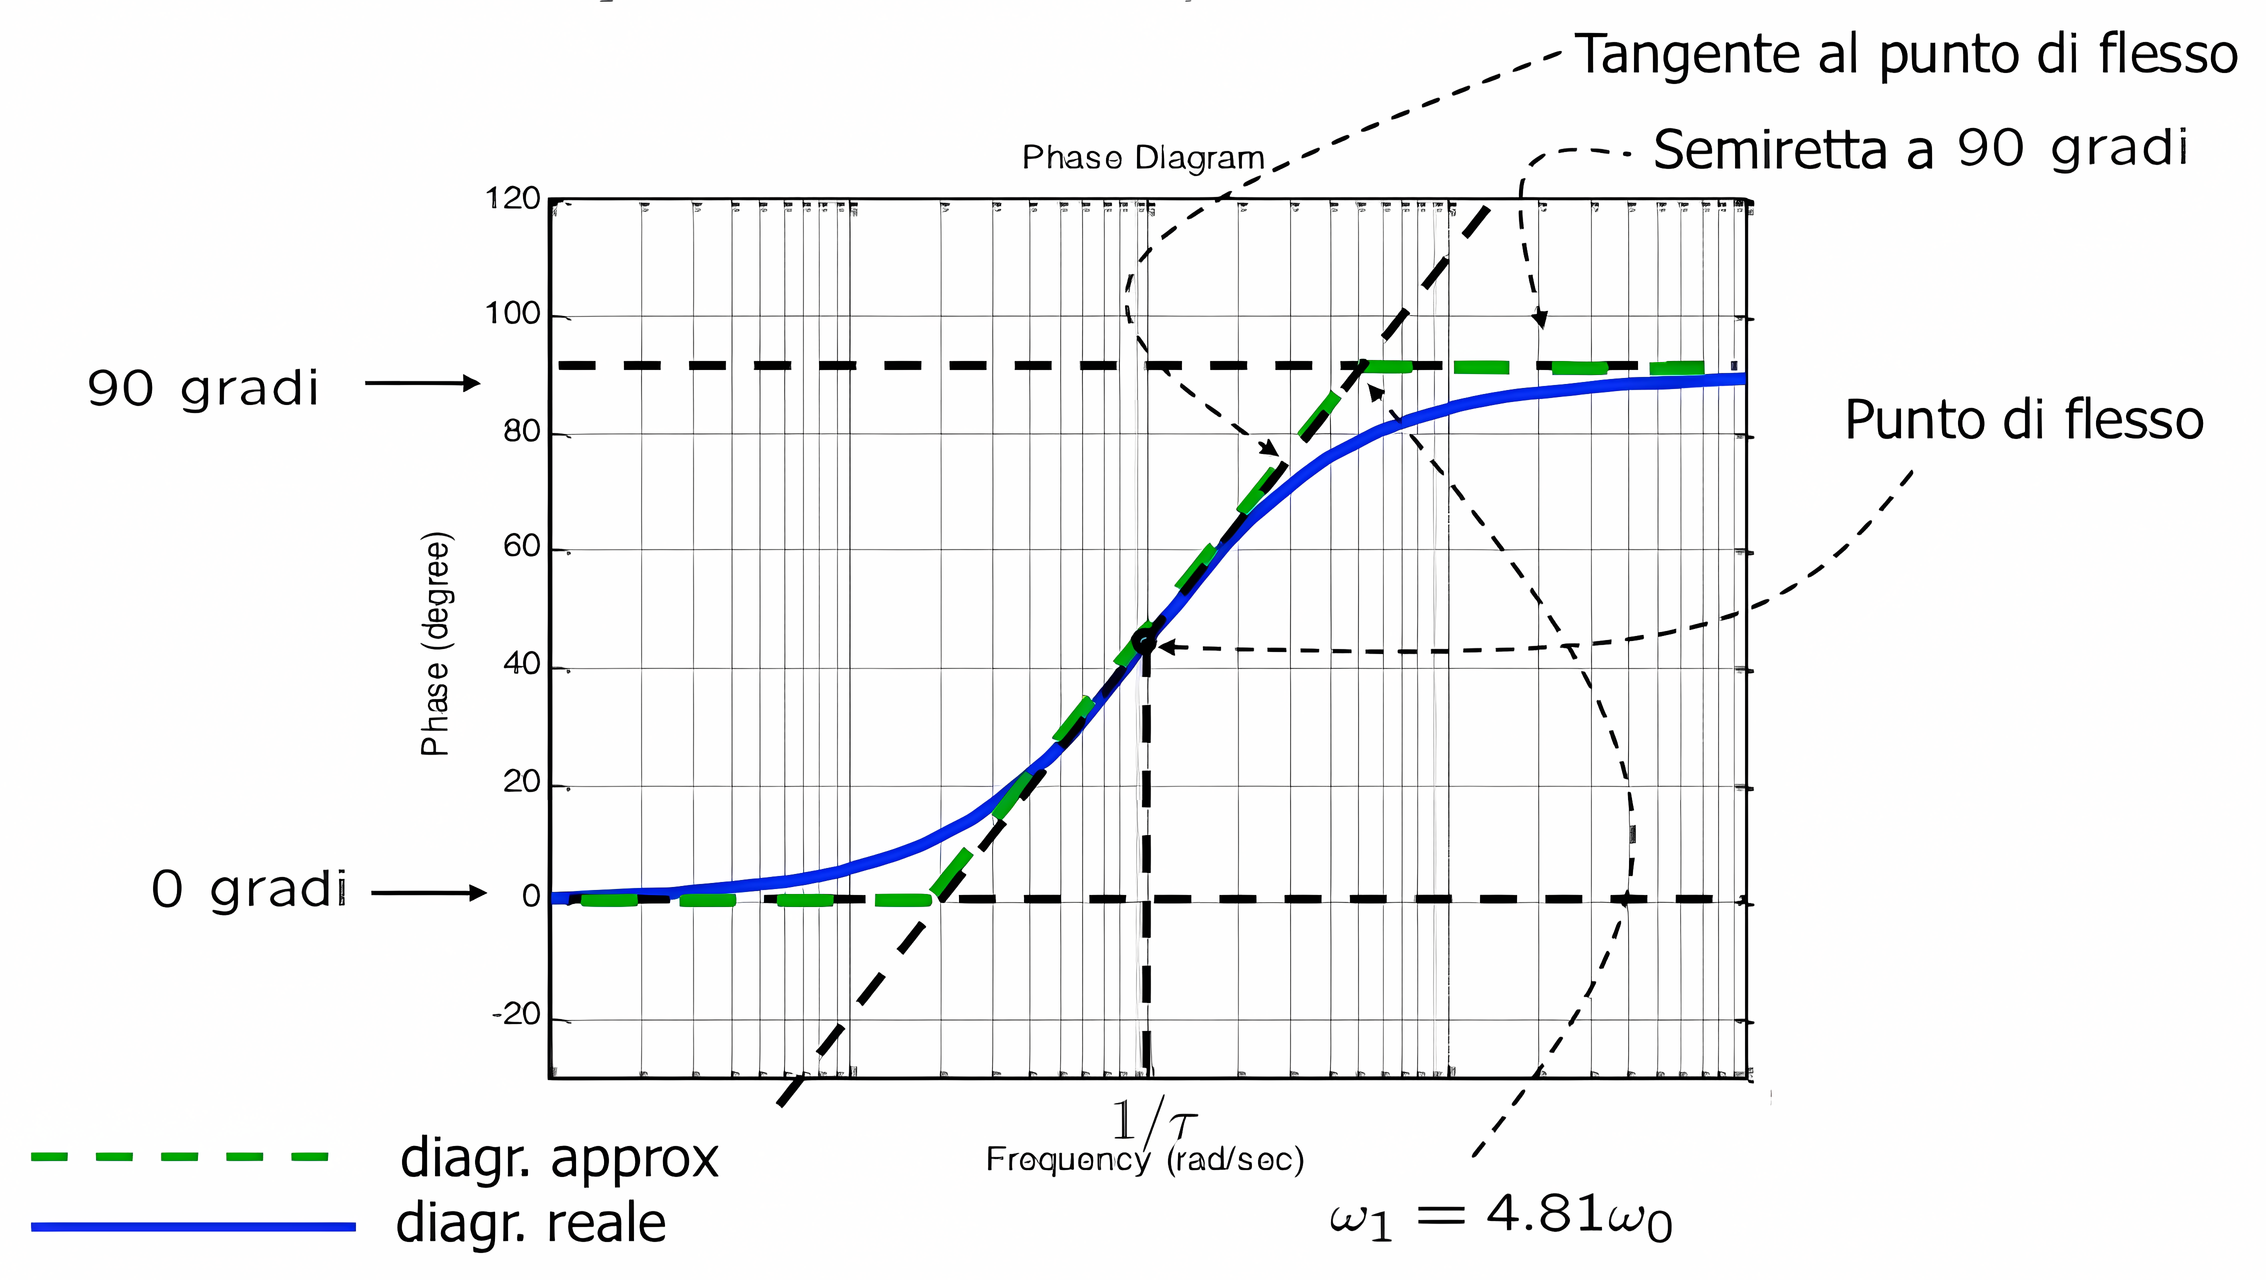 Tangente al punto di flesso
Semiretta a 90 gradi
Phase Diagram
120
100
90 gradi
80
Punto di flesso
60
Phase (degree)
40
20
0 gradi
0
-20
1/τ
Frequency (rad/sec)
diagr. approx
diagr. reale
ω₁ = 4.81ω₀